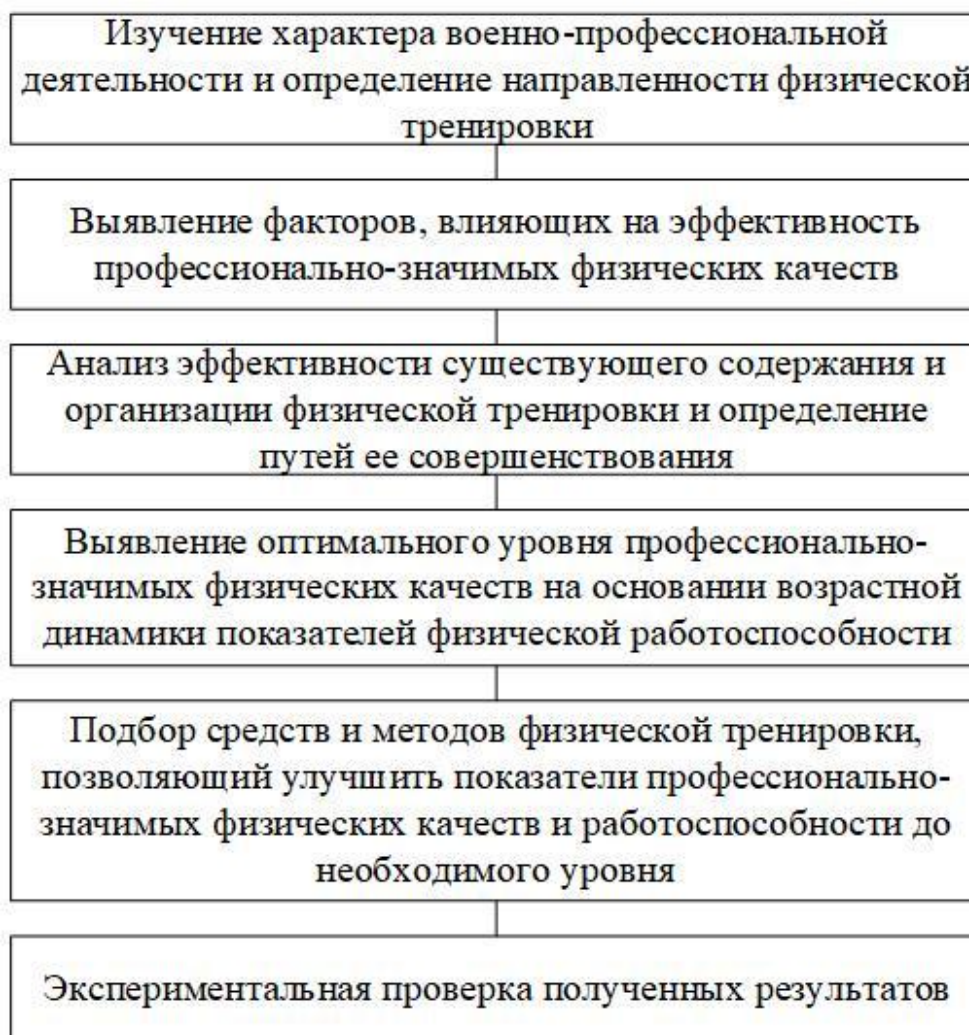 Изучение характера военно-профессиональной
деятельности и определение направленности физической
тренировки
Выявление факторов, влияющих на эффективность
профессионально-значимых физических качеств
Анализ эффективности существующего содержания и
организации физической тренировки и определение
путей ее совершенствования
Выявление оптимального уровня профессионально-
значимых физических качеств на основании возрастной
динамики показателей физической работоспособности
Подбор средств и методов физической тренировки,
позволяющий улучшить показатели профессионально-
значимых физических качеств и работоспособности до
необходимого уровня
Экспериментальная проверка полученных результатов